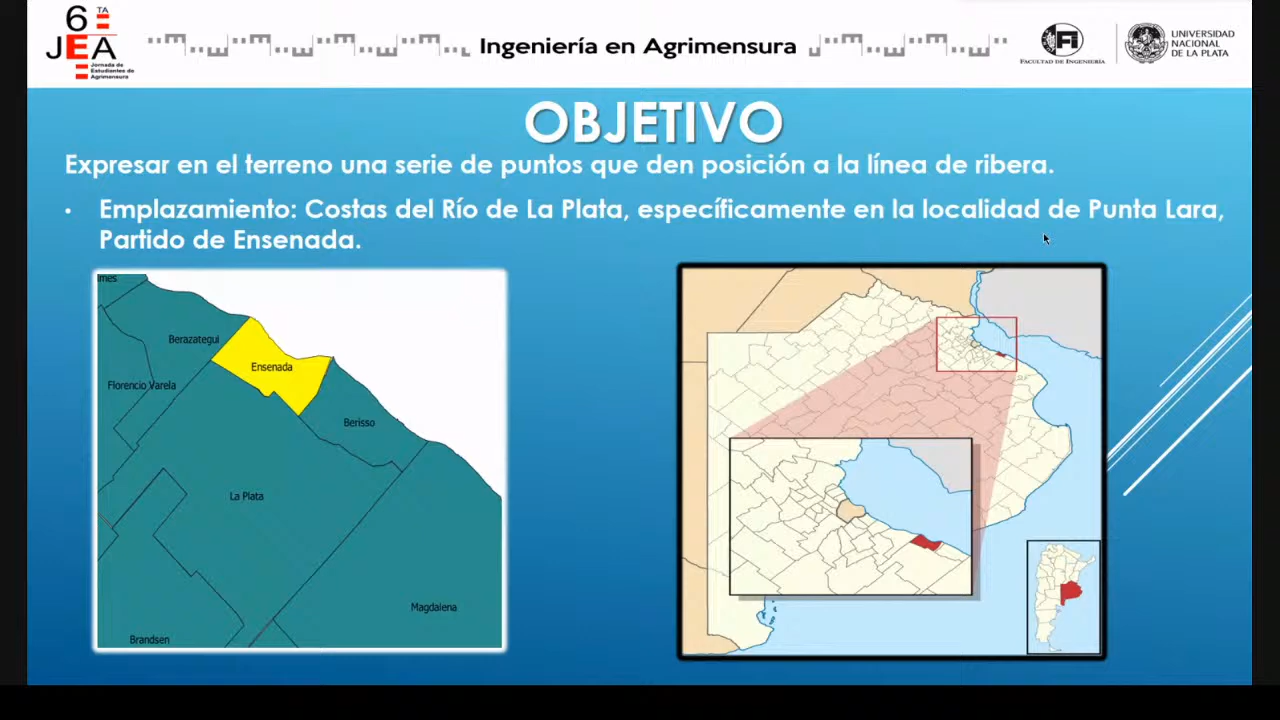 6 TA
JEA
Jornada de
Estudiantes de
Agrimensura
Ingeniería en Agrimensura
FACULTAD DE INGENIERÍA
UNIVERSIDAD
NACIONAL
DE LA PLATA
OBJETIVO
Expresar en el terreno una serie de puntos que den posición a la línea de ribera.
• Emplazamiento: Costas del Río de La Plata, específicamente en la localidad de Punta Lara,
Partido de Ensenada.
lmes
Berazategui
Ensenada
Florencio Varela
Berisso
La Plata
Magdalena
Brandsen